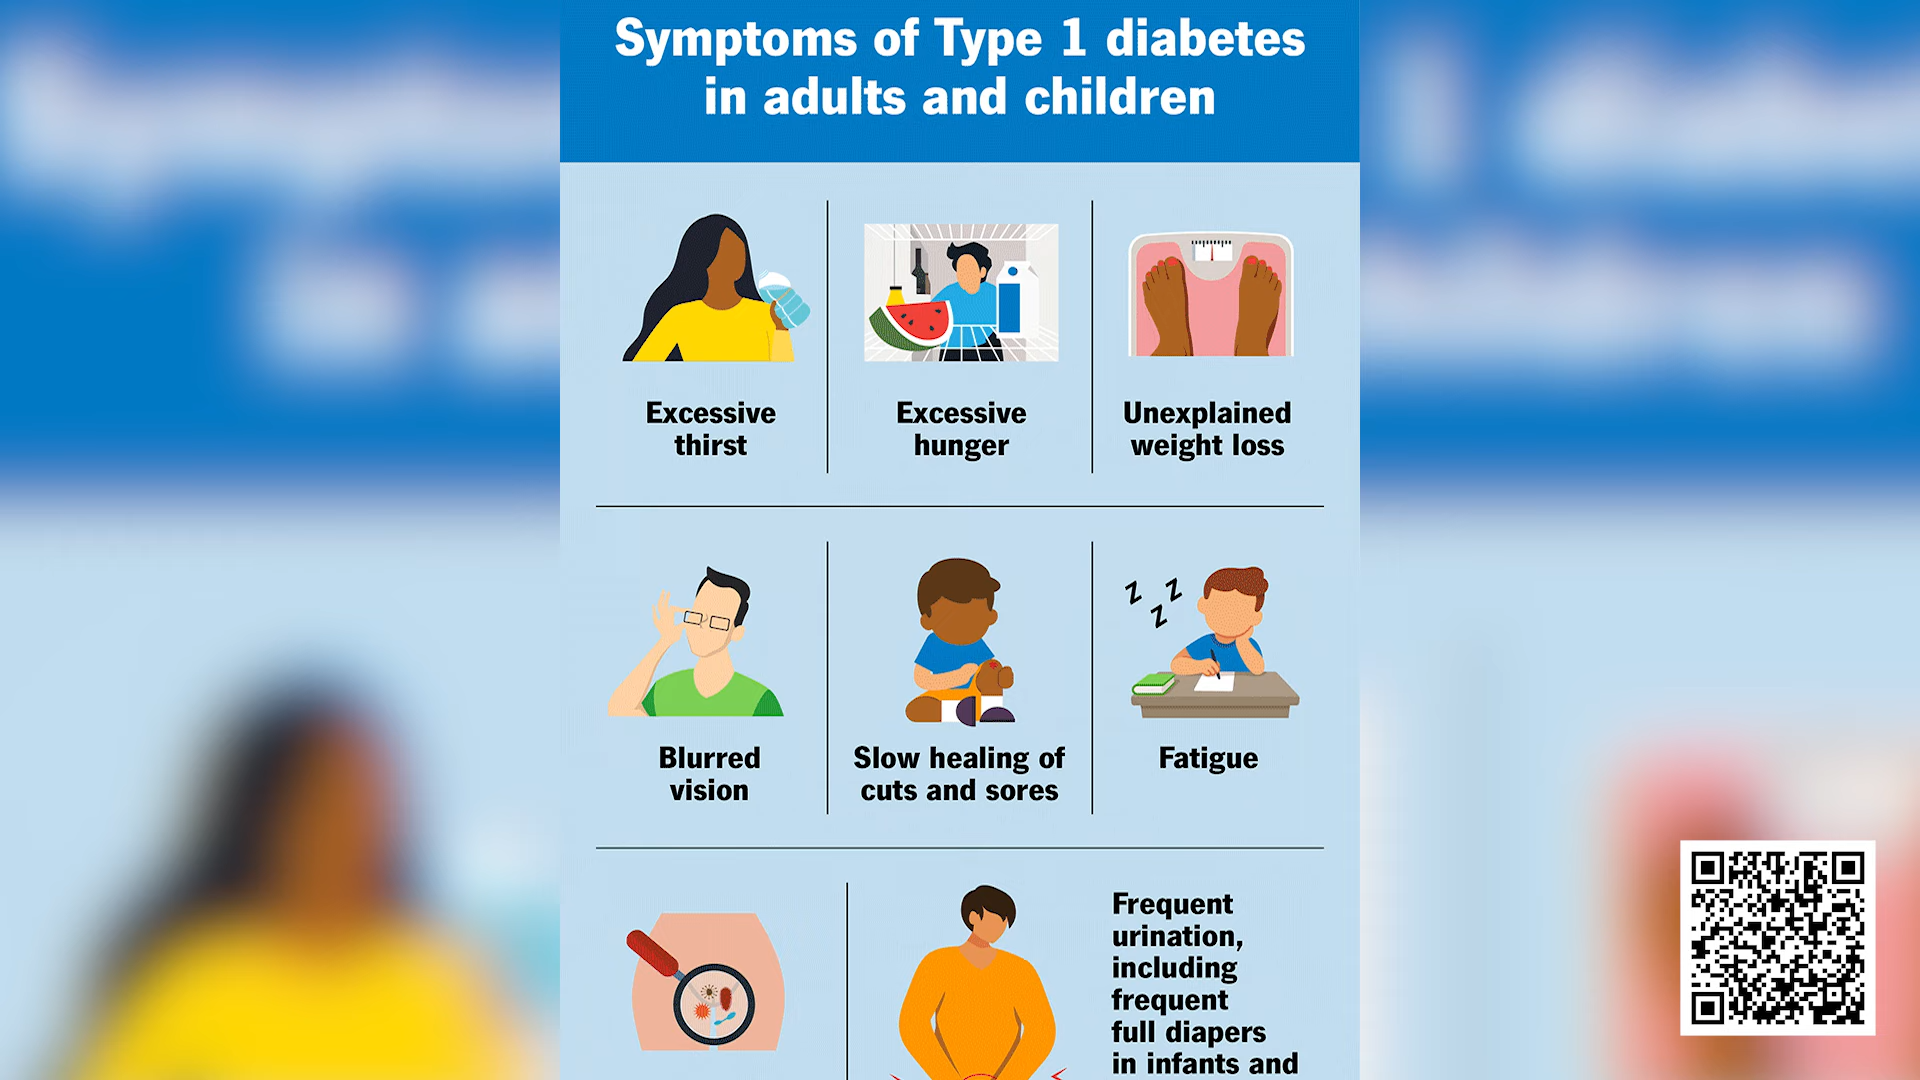 Symptoms of Type 1 diabetes
in adults and children
Excessive
thirst
Excessive
hunger
Unexplained
weight loss
Blurred
vision
Slow healing of
cuts and sores
z z
z
Fatigue
Frequent
urination,
including
frequent
full diapers
in infants and